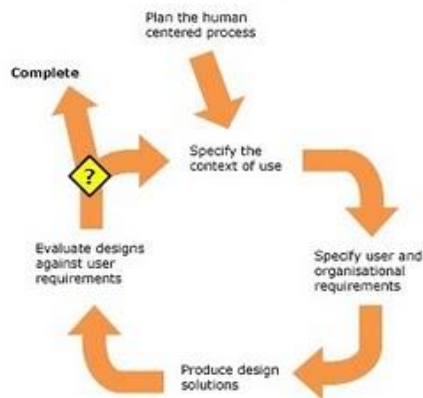 Plan the human
centered process
Complete
Specify the
context of use
?
Evaluate designs
against user
requirements
Specify user and
organisational
requirements
Produce design
solutions